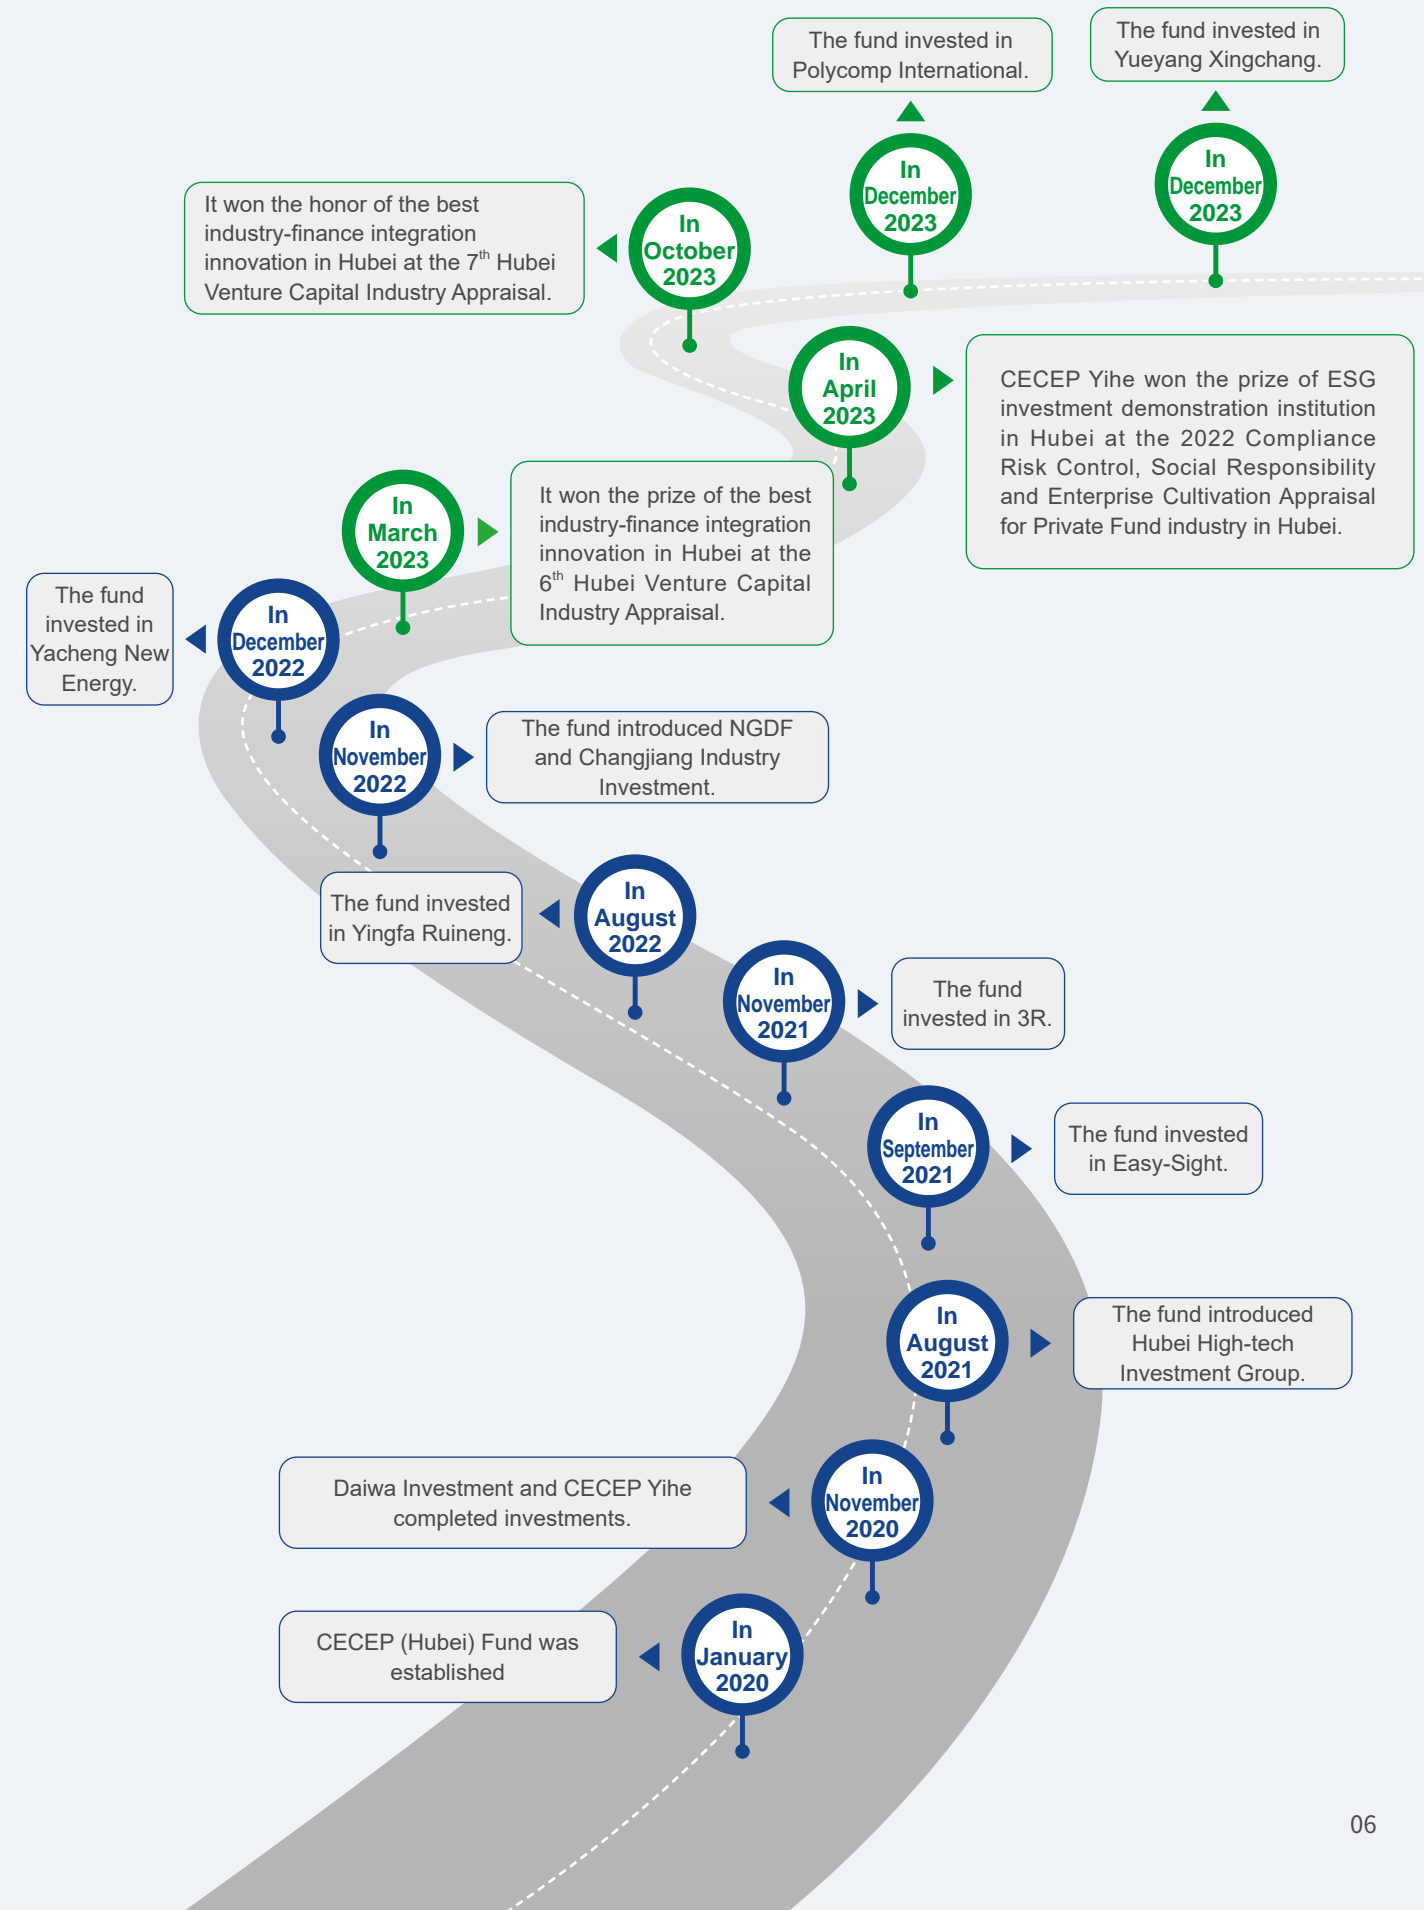 The fund invested in
Polycomp International.
The fund invested in
Yueyang Xingchang.
In
December
2023
In
December
2023
It won the honor of the best
industry-finance integration
innovation in Hubei at the 7th Hubei
Venture Capital Industry Appraisal.
In
October
2023
In
April
2023
CECEP Yihe won the prize of ESG
investment demonstration institution
in Hubei at the 2022 Compliance
Risk Control, Social Responsibility
and Enterprise Cultivation Appraisal
for Private Fund industry in Hubei.
In
March
2023
It won the prize of the best
industry-finance integration
innovation in Hubei at the
6th Hubei Venture Capital
Industry Appraisal.
The fund
invested in
Yacheng New
Energy.
In
December
2022
In
November
2022
The fund introduced NGDF
and Changjiang Industry
Investment.
The fund invested
in Yingfa Ruineng.
In
August
2022
In
November
2021
The fund
invested in 3R.
In
September
2021
The fund invested
in Easy-Sight.
In
August
2021
The fund introduced
Hubei High-tech
Investment Group.
Daiwa Investment and CECEP Yihe
completed investments.
In
November
2020
CECEP (Hubei) Fund was
established
In
January
2020
06